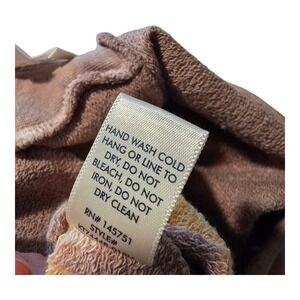 HAND WASH COLD
HANG OR LINE TO
DRY, DO NOT
BLEACH, DO NOT
IRON, DO NOT
DRY CLEAN
RN# 145751
STYLE#